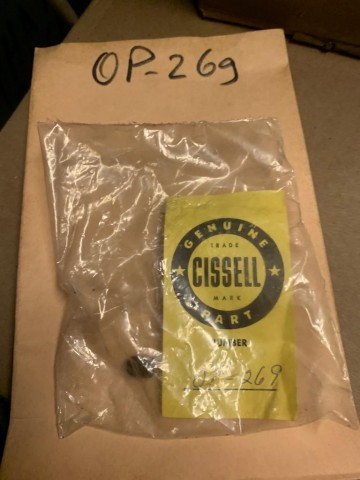 OP-269
GENUINE
TRADE
CISSELL
MARK
PART
NUMBER
OP-269